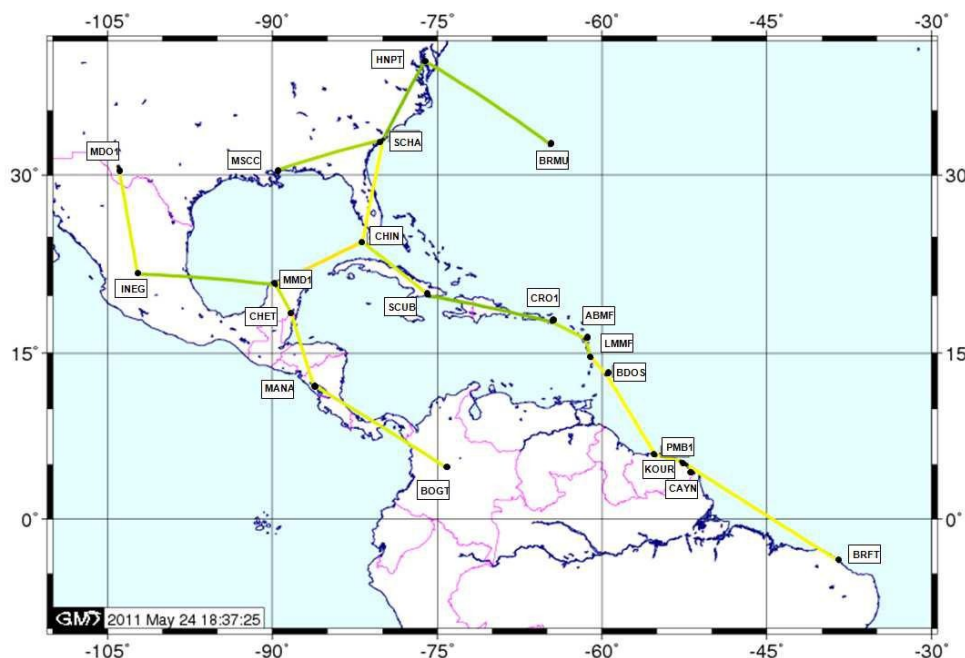 -105
-90
-75
-60
-45
-30
HNPT
MDO1
MSCC
SCHA
BRMU
30
30
CHIN
INEG
MMD1
CRO1
CHET
SCUB
ABMF
LMMF
15
15
MANA
BDOS
PMB1
KOUR
BOGT
CAYN
0
0
BRFT
GMT 2011 May 24 18:37:25
-105
-90
-75
-60
-45
-30